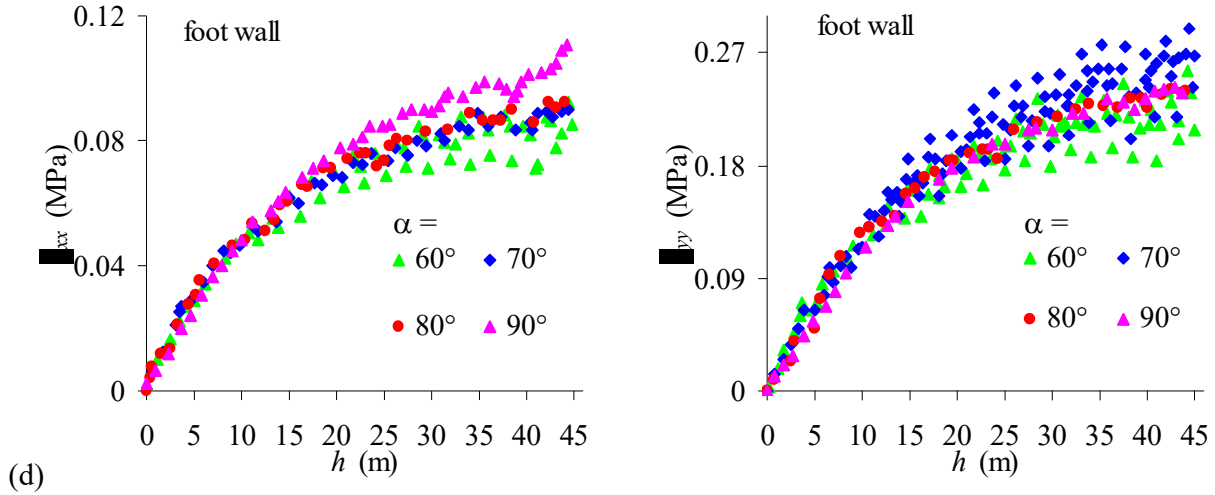 0.12
foot wall
0.08
xx (MPa)
0.04
0
α =
60° 70°
80° 90°
0 5 10 15 20 25 30 35 40 45
h (m)
foot wall
0.27
0.18
yy (MPa)
0.09
0
α =
60° 70°
80° 90°
0 5 10 15 20 25 30 35 40 45
h (m)
(d)